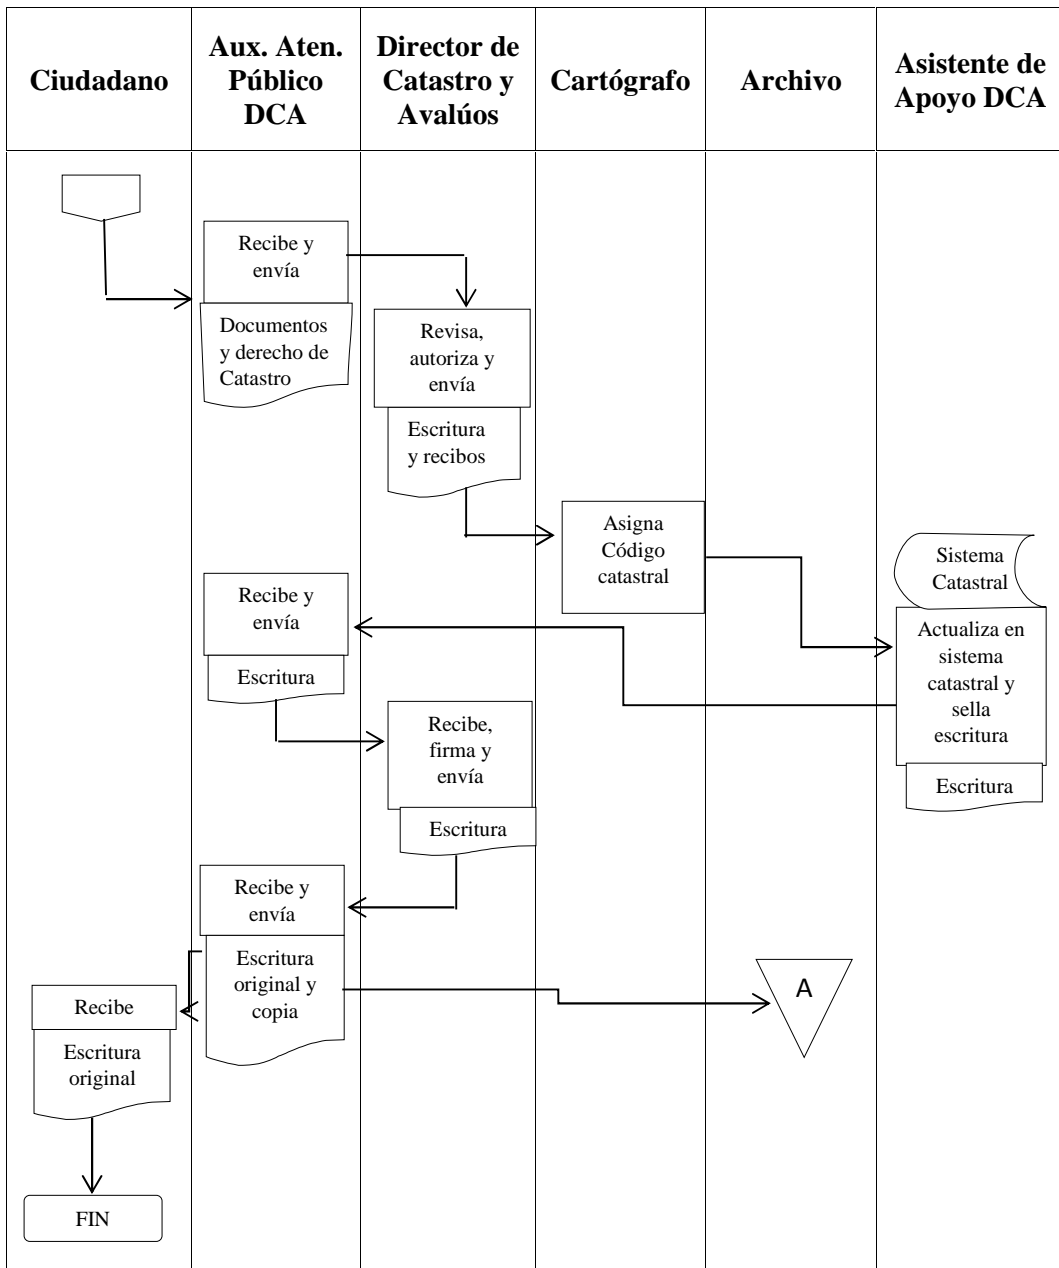 Ciudadano
Aux. Aten.
Público
DCA
Director de
Catastro y
Avalúos
Cartógrafo
Archivo
Asistente de
Apoyo DCA
Recibe y
envía
Documentos
y derecho de
Catastro
Revisa,
autoriza y
envía
Escritura
y recibos
Asigna
Código
catastral
Sistema
Catastral
Actualiza en
sistema
catastral y
sella
escritura
Escritura
Recibe y
envía
Escritura
Recibe,
firma y
envía
Escritura
Recibe y
envía
Escritura
original y
copia
A
Recibe
Escritura
original
FIN